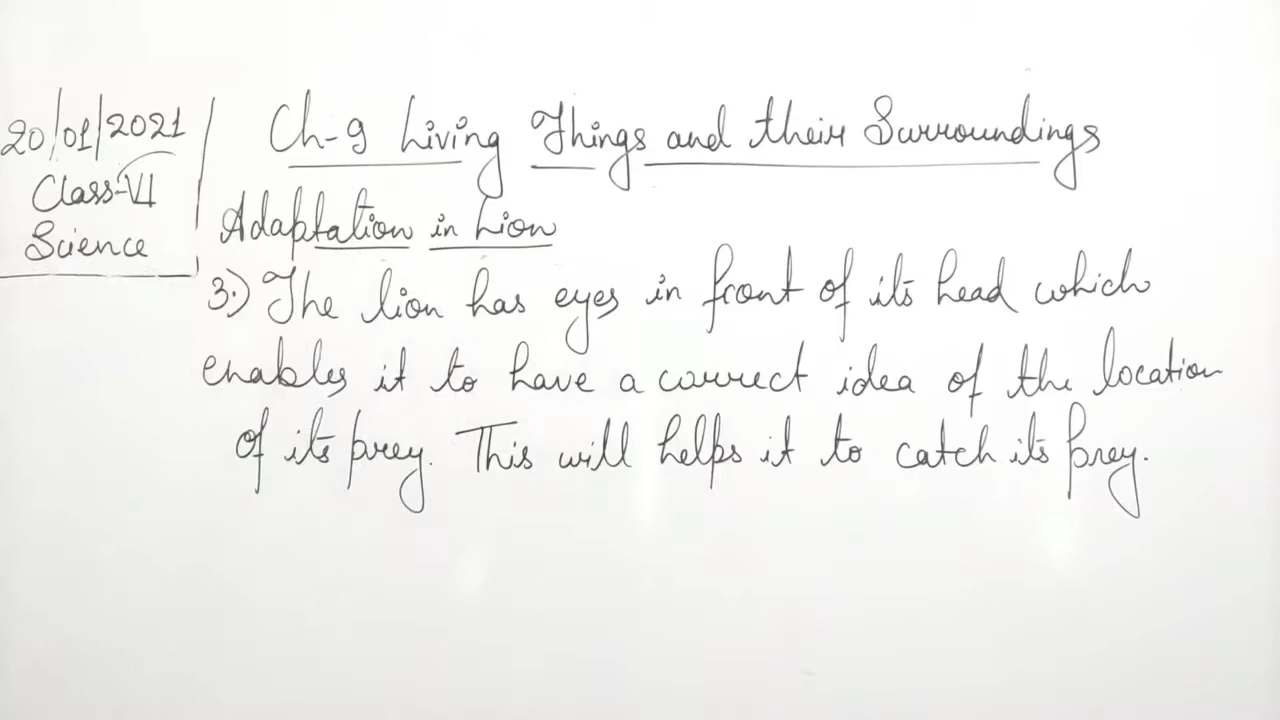 20/01/2021
Class-VI
Science
Ch-9 Living Things and their Surroundings
Adaptation in Lion
3.) The lion has eyes in front of its head which
enables it to have a correct idea of the location
of its prey. This will helps it to catch its prey.